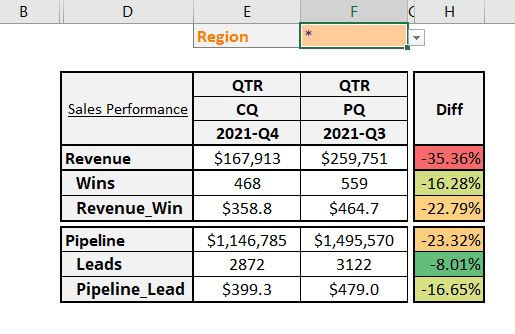 B D E F G H
Region *
QTR QTR
Sales Performance CQ PQ Diff
2021-Q4 2021-Q3
Revenue $167,913 $259,751 -35.36%
Wins 468 559 -16.28%
Revenue_Win $358.8 $464.7 -22.79%
Pipeline $1,146,785 $1,495,570 -23.32%
Leads 2872 3122 -8.01%
Pipeline_Lead $399.3 $479.0 -16.65%